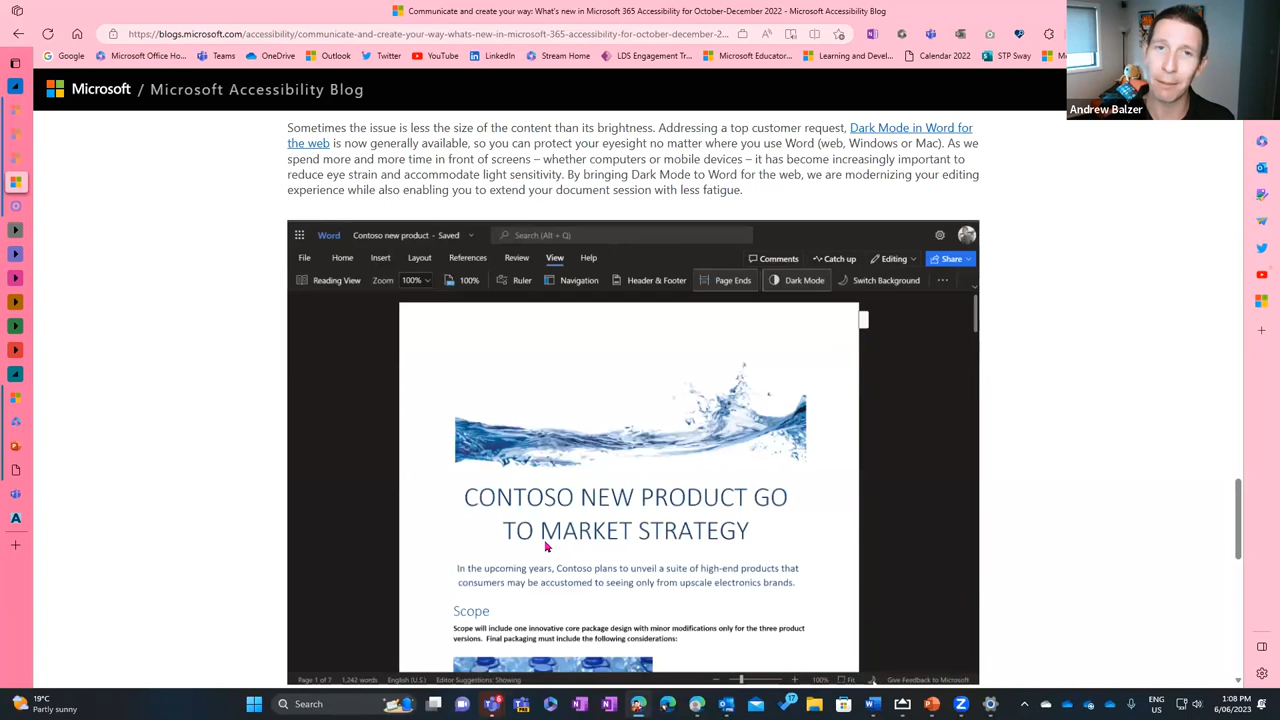 Communicate and create your way: What's new in Microsoft 365 Accessibility for October-December 2022 - Microsoft Accessibility Blog
https://blogs.microsoft.com/accessibility/communicate-and-create-your-way-whats-new-in-microsoft-365-accessibility-for-october-december-2...
Google
Microsoft Office Ho...
Teams
OneDrive
Outlook
Twitter
YouTube
LinkedIn
Stream Home
LDS Engagement Tr...
Microsoft Educator...
Learning and Devel...
Calendar 2022
STP Sway
Andrew Balzer
Microsoft / Microsoft Accessibility Blog
Sometimes the issue is less the size of the content than its brightness. Addressing a top customer request, Dark Mode in Word for
the web is now generally available, so you can protect your eyesight no matter where you use Word (web, Windows or Mac). As we
spend more and more time in front of screens – whether computers or mobile devices – it has become increasingly important to
reduce eye strain and accommodate light sensitivity. By bringing Dark Mode to Word for the web, we are modernizing your editing
experience while also enabling you to extend your document session with less fatigue.
Word Contoso new product - Saved Search (Alt + Q)
File Home Insert Layout References Review View Help Comments Catch up Editing Share
Reading View Zoom 100% 100% Ruler Navigation Header & Footer Page Ends Dark Mode Switch Background ...
CONTOSO NEW PRODUCT GO
TO MARKET STRATEGY
In the upcoming years, Contoso plans to unveil a suite of high-end products that
consumers may be accustomed to seeing only from upscale electronics brands.
Scope
Scope will include one innovative core package design with minor modifications only for the three product
versions. Final packaging must include the following considerations:
Page 1 of 7 1,242 words English (U.S.) Editor Suggestions: Showing 100% Fit Give Feedback to Microsoft
19°C
Partly sunny
Search
6
17
ENG
US
1:08 PM
6/06/2023